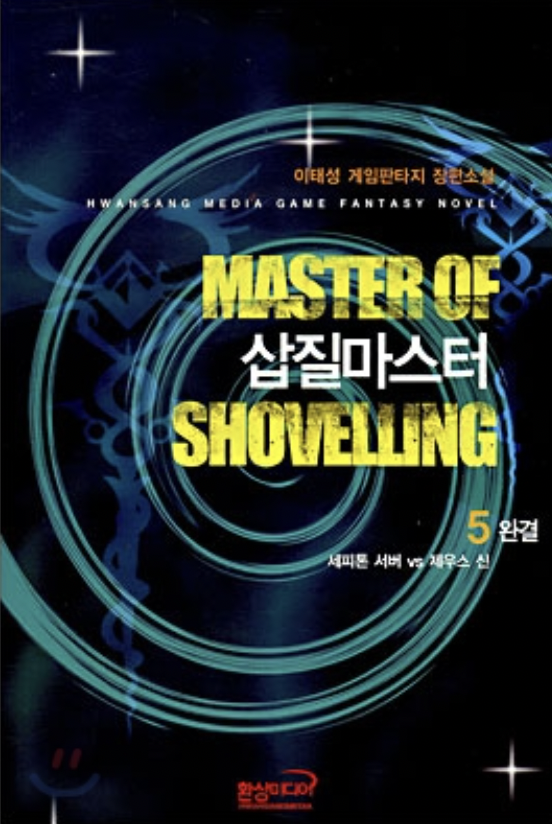 이태성 게임판타지 장편소설
HWANSANG MEDIA GAME FANTASY NOVEL
MASTER OF
삽질마스터
SHOVELLING
5 완결
세피톤 서버 vs 제우스 신
환상미디어